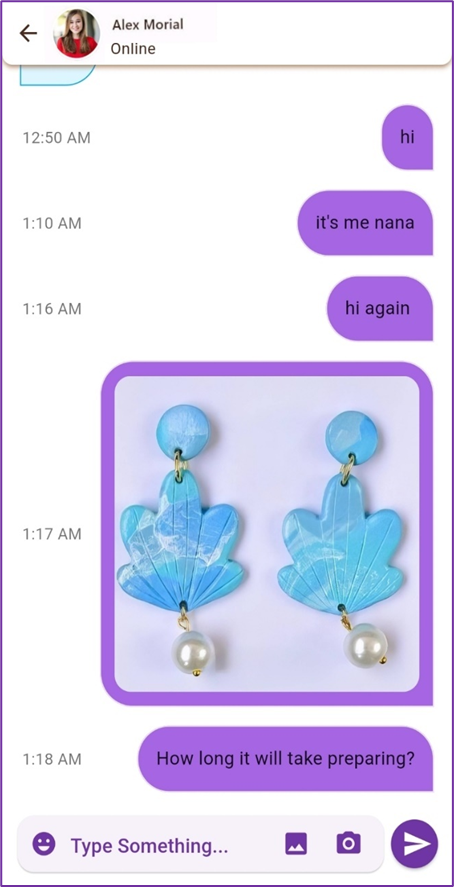 Alex Morial
Online
12:50 AM
hi
1:10 AM
it's me nana
1:16 AM
hi again
1:17 AM
1:18 AM
How long it will take preparing?
Type Something...